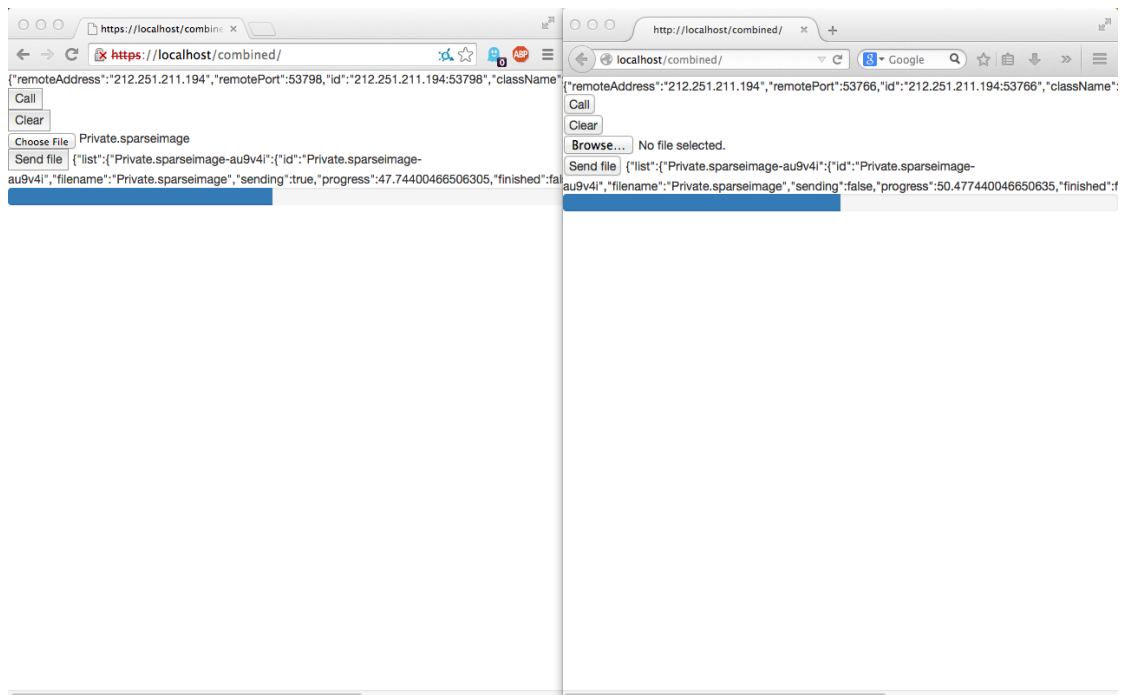 https://localhost/combine
https://localhost/combined/
0
ABP
{"remoteAddress":"212.251.211.194","remotePort":53798,"id":"212.251.211.194:53798","className"
Call
Clear
Choose File Private.sparseimage
Send file {"list":{"Private.sparseimage-au9v4i":{"id":"Private.sparseimage-
au9v4i","filename":"Private.sparseimage","sending":true,"progress":47.74400466506305,"finished":fal
http://localhost/combined/
localhost/combined/
8 Google
{"remoteAddress":"212.251.211.194","remotePort":53766,"id":"212.251.211.194:53766","className":
Call
Clear
Browse... No file selected.
Send file {"list":{"Private.sparseimage-au9v4i":{"id":"Private.sparseimage-
au9v4i","filename":"Private.sparseimage","sending":false,"progress":50.477440046650635,"finished":f